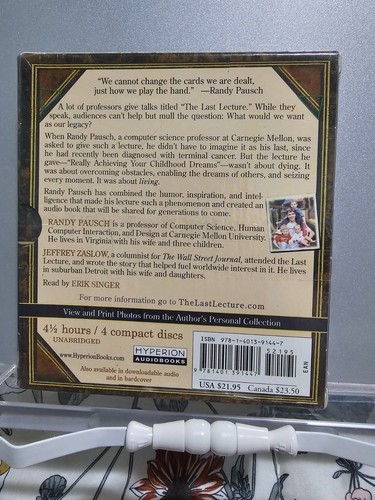 “We cannot change the cards we are dealt,
just how we play the hand.” —Randy Pausch
A lot of professors give talks titled “The Last Lecture.” While they
speak, audiences can't help but mull the question: What would we want
as our legacy?
When Randy Pausch, a computer science professor at Carnegie Mellon, was
asked to give such a lecture, he didn't have to imagine it as his last, since
he had recently been diagnosed with terminal cancer. But the lecture he
gave—“Really Achieving Your Childhood Dreams”—wasn't about dying. It
was about overcoming obstacles, enabling the dreams of others, and seizing
every moment. It was about living.
Randy Pausch has combined the humor, inspiration, and intel-
ligence that made his lecture such a phenomenon and created an
audio book that will be shared for generations to come.
RANDY PAUSCH is a professor of Computer Science, Human
Computer Interaction, and Design at Carnegie Mellon University.
He lives in Virginia with his wife and three children.
JEFFREY ZASLOW, a columnist for The Wall Street Journal, attended the Last
Lecture, and wrote the story that helped fuel worldwide interest in it. He lives
in suburban Detroit with his wife and daughters.
Read by ERIK SINGER
For more information go to TheLastLecture.com
View and Print Photos from the Author's Personal Collection
4½ hours / 4 compact discs
UNABRIDGED
www.HyperionBooks.com
HYPERION
AUDIOBOOKS
Also available in downloadable audio
and in hardcover
ISBN 978-1-4013-9144-7
52195
9 781401 391447
EAN
USA $21.95 Canada $23.50